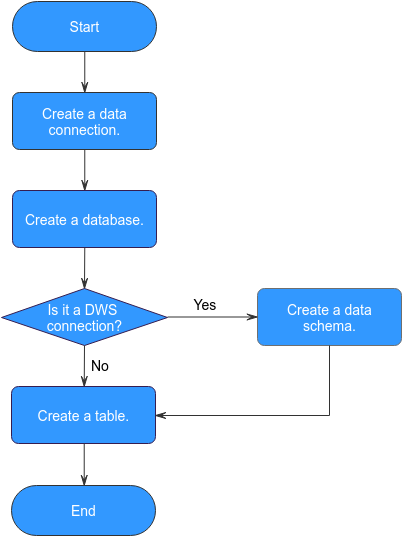 Start
Create a data
connection.
Create a database.
Is it a DWS
connection?
Yes
Create a data
schema.
No
Create a table.
End